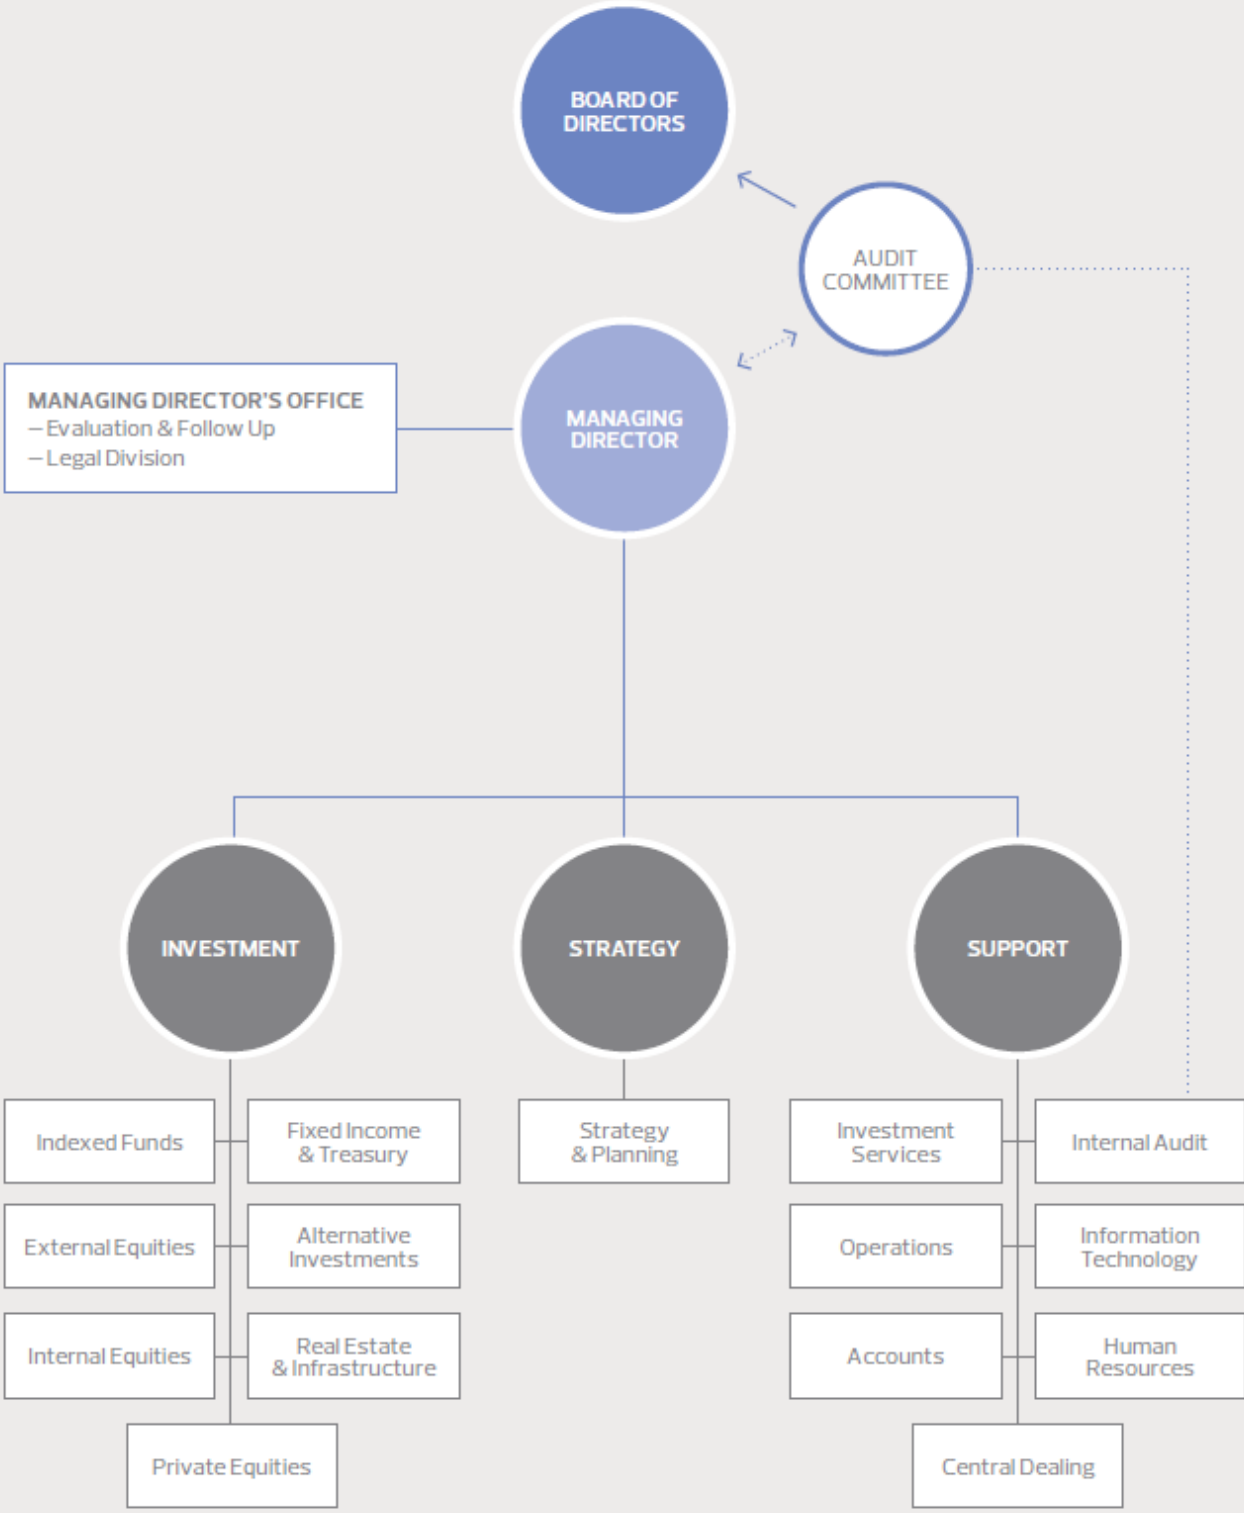 BOARD OF
DIRECTORS
AUDIT
COMMITTEE
MANAGING DIRECTOR'S OFFICE
– Evaluation & Follow Up
– Legal Division
MANAGING
DIRECTOR
INVESTMENT
STRATEGY
SUPPORT
Indexed Funds
Fixed Income
& Treasury
External Equities
Alternative
Investments
Internal Equities
Real Estate
& Infrastructure
Private Equities
Strategy
& Planning
Investment
Services
Internal Audit
Operations
Information
Technology
Accounts
Human
Resources
Central Dealing